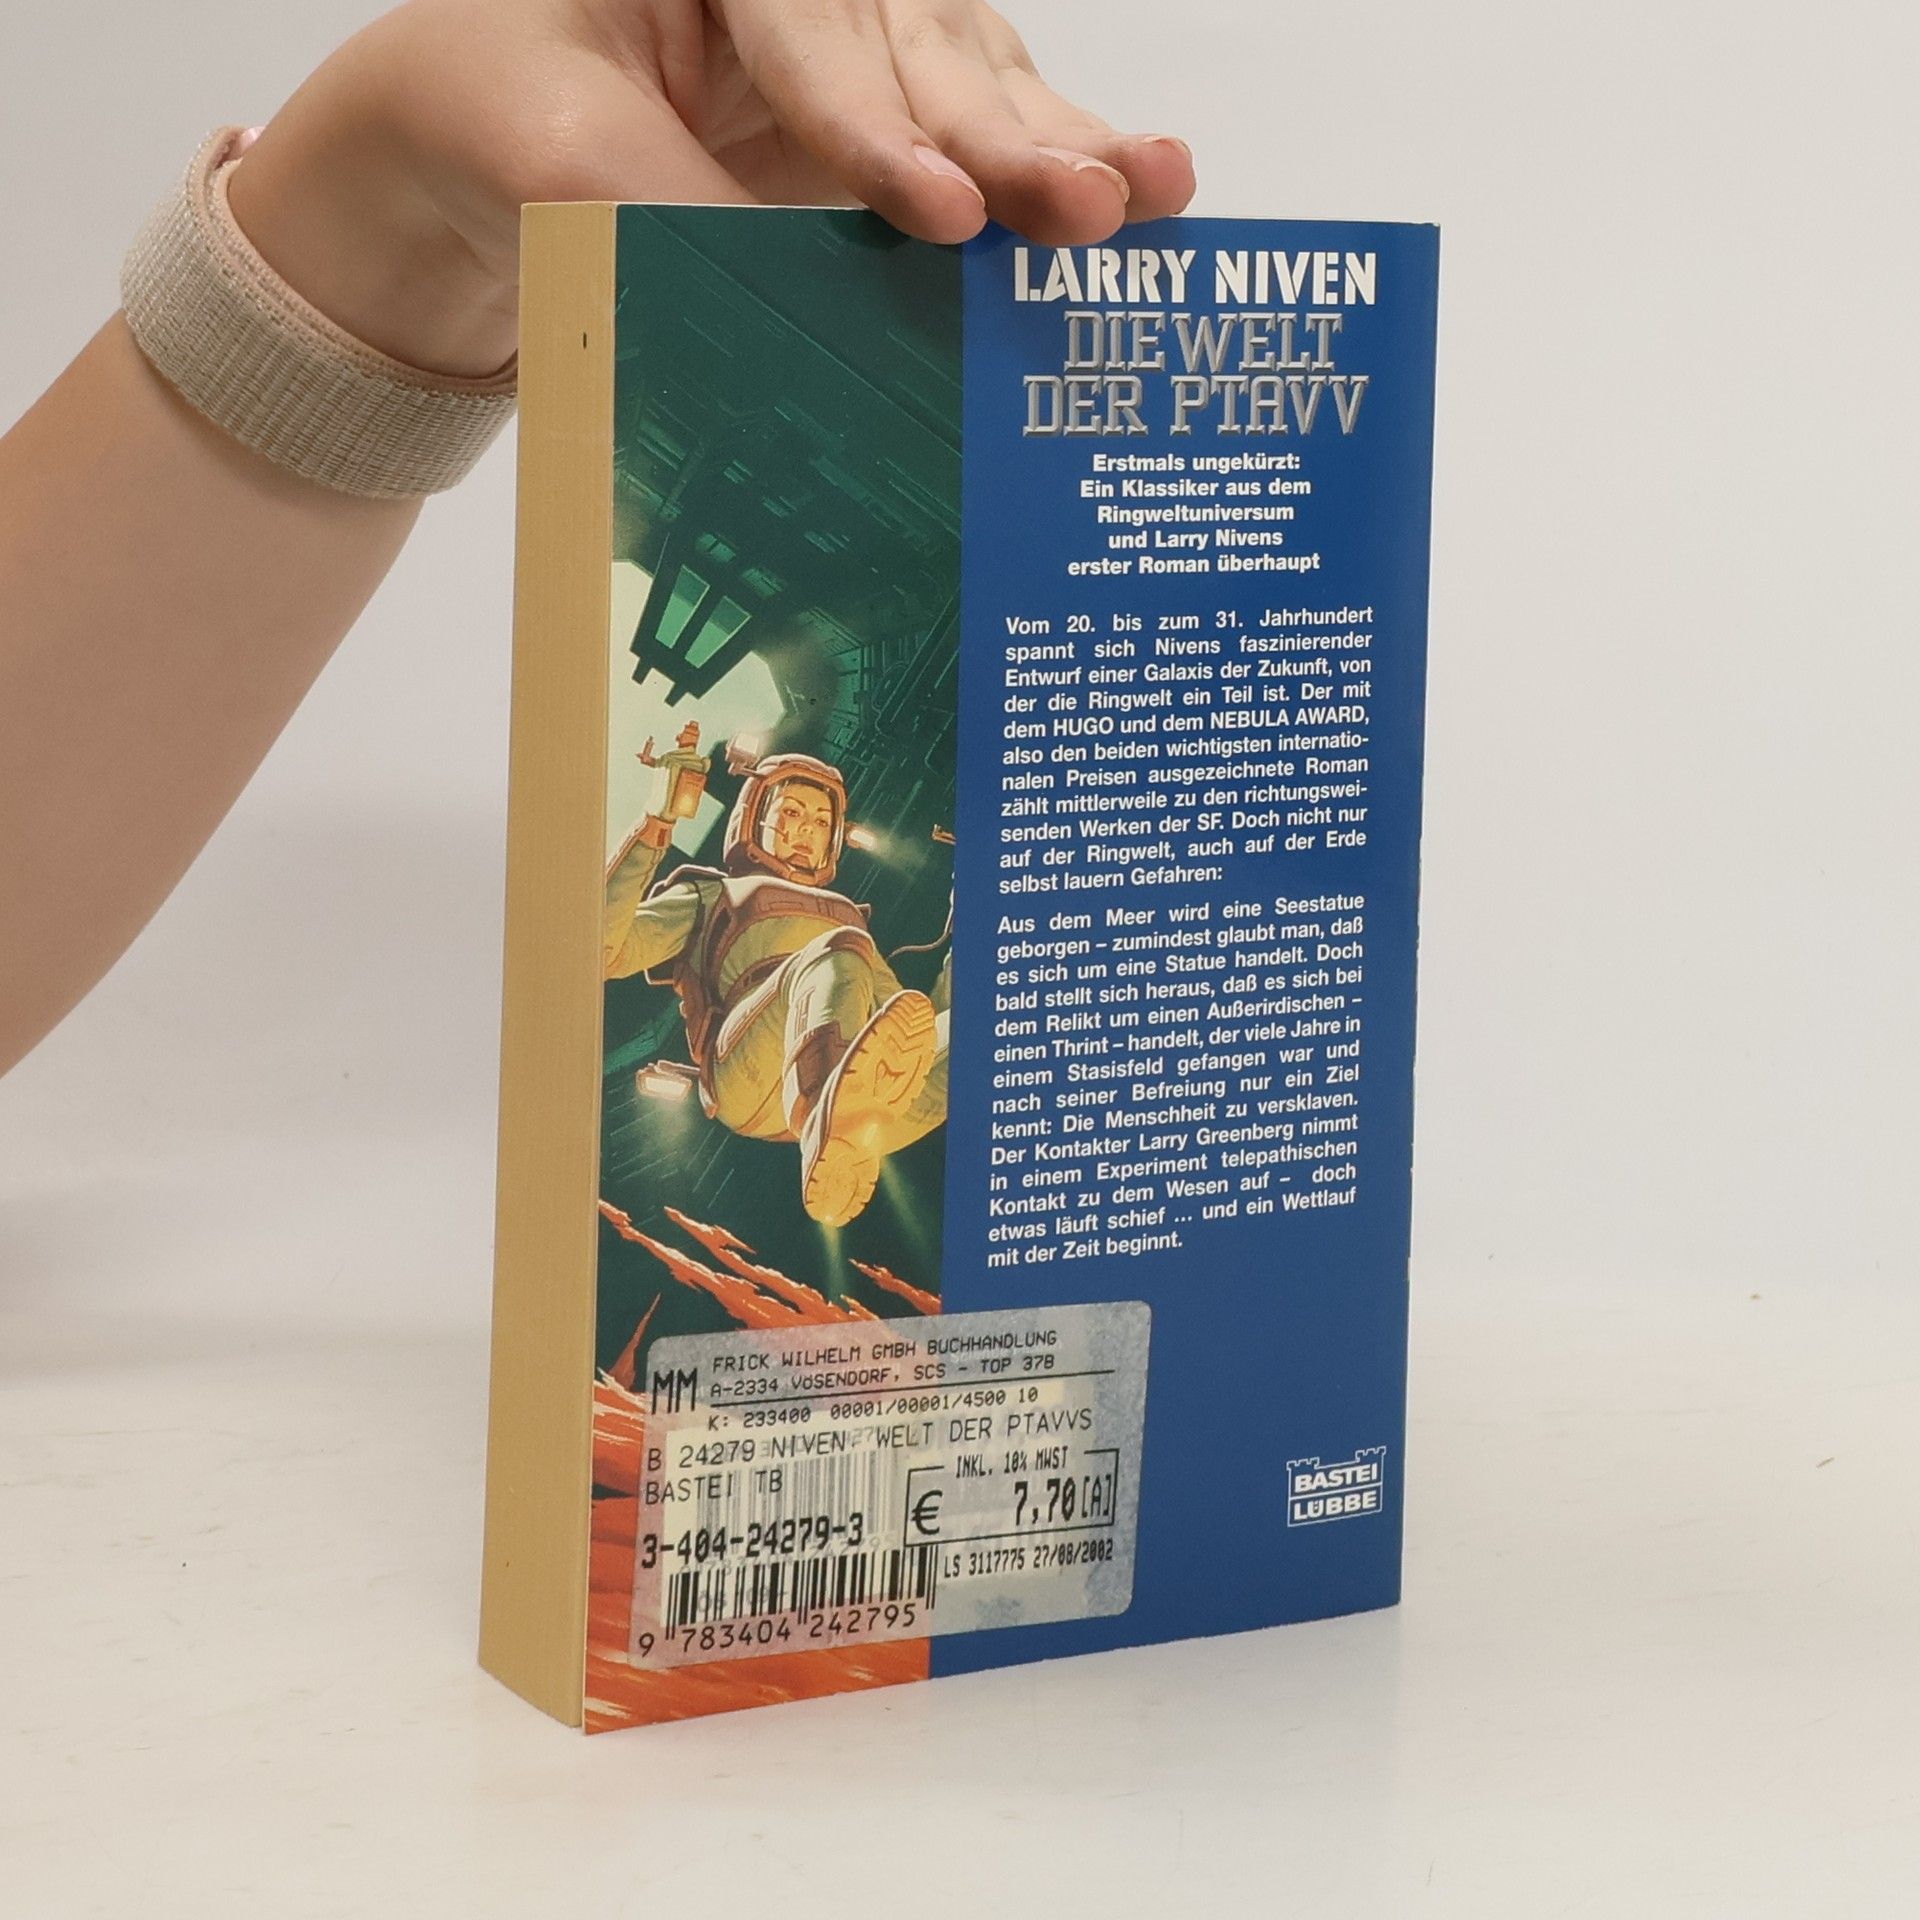 LARRY NIVEN
DIE WELT
DER PTAVV
Erstmals ungekürzt:
Ein Klassiker aus dem
Ringweltuniversum
und Larry Nivens
erster Roman überhaupt
Vom 20. bis zum 31. Jahrhundert
spannt sich Nivens faszinierender
Entwurf einer Galaxis der Zukunft, von
der die Ringwelt ein Teil ist. Der mit
dem HUGO und dem NEBULA AWARD,
also den beiden wichtigsten internatio-
nalen Preisen ausgezeichnete Roman
zählt mittlerweile zu den richtungswei-
senden Werken der SF. Doch nicht nur
auf der Ringwelt, auch auf der Erde
selbst lauern Gefahren:
Aus dem Meer wird eine Seestatue
geborgen – zumindest glaubt man, daß
es sich um eine Statue handelt. Doch
bald stellt sich heraus, daß es sich bei
dem Relikt um einen Außerirdischen –
einen Thrint – handelt, der viele Jahre in
einem Stasisfeld gefangen war und
nach seiner Befreiung nur ein Ziel
kennt: Die Menschheit zu versklaven.
Der Kontakter Larry Greenberg nimmt
in einem Experiment telepathischen
Kontakt zu dem Wesen auf – doch
etwas läuft schief ... und ein Wettlauf
mit der Zeit beginnt.
MM FRICK WILHELM GMBH BUCHHANDLUNG
A-2334 VöSENDORF, SCS - TOP 37B
K: 233400 00001/00001/4500 10
B 24279 NIVEN. WELT DER PTAVVS
BASTEI TB
INKL. 10% MWST
€ 7,70[A]
3-404-24279-3
LS 3117775 27/08/2002
9 783404 242795
BASTEI
LÜBBE